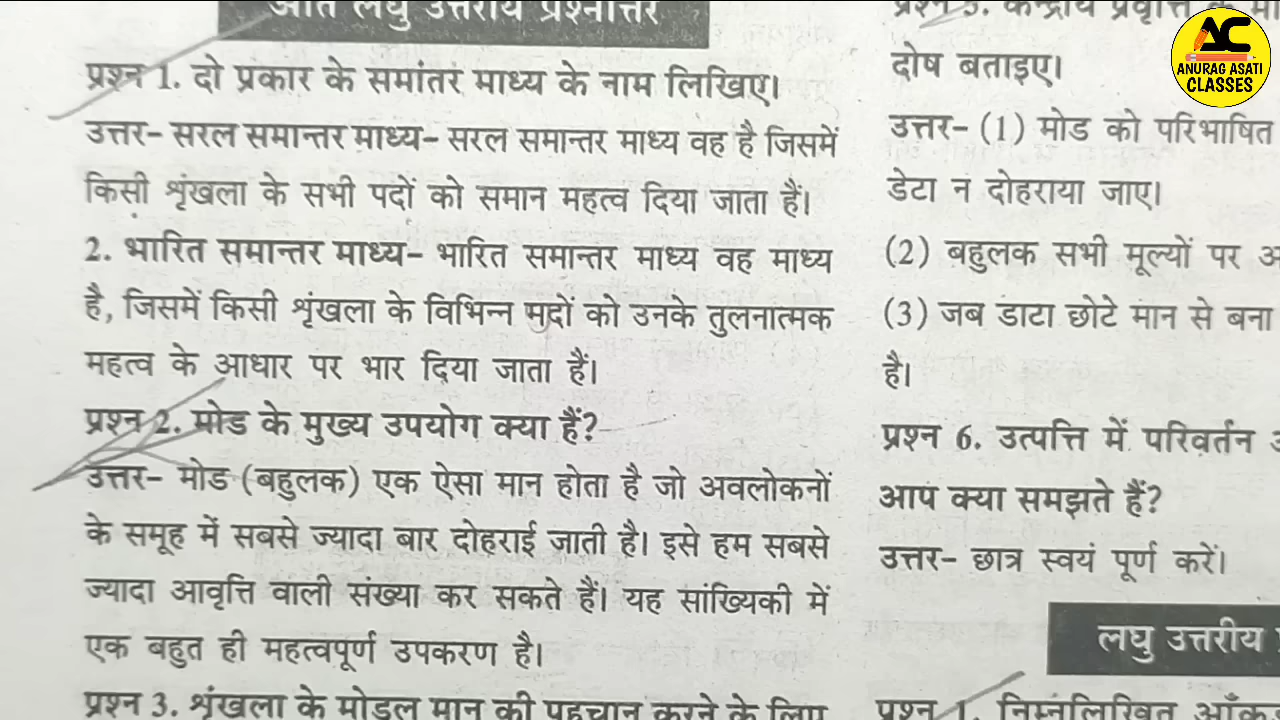 अति लघु उत्तरीय प्रश्नोत्तर
प्रश्न 1. दो प्रकार के समांतर माध्य के नाम लिखिए।
उत्तर– सरल समान्तर माध्य– सरल समान्तर माध्य वह है जिसमें
किसी शृंखला के सभी पदों को समान महत्व दिया जाता हैं।
2. भारित समान्तर माध्य– भारित समान्तर माध्य वह माध्य
है, जिसमें किसी शृंखला के विभिन्न मदों को उनके तुलनात्मक
महत्व के आधार पर भार दिया जाता हैं।
प्रश्न 2. मोड के मुख्य उपयोग क्या हैं?
उत्तर– मोड (बहुलक) एक ऐसा मान होता है जो अवलोकनों
के समूह में सबसे ज्यादा बार दोहराई जाती है। इसे हम सबसे
ज्यादा आवृत्ति वाली संख्या कर सकते हैं। यह सांख्यिकी में
एक बहुत ही महत्वपूर्ण उपकरण है।
प्रश्न 3. शृंखला के मोडल मान की पहचान करने के लिए
प्रश्न 5. केन्द्रीय प्रवृत्ति के
दोष बताइए।
उत्तर– (1) मोड को परिभाषित
डेटा न दोहराया जाए।
(2) बहुलक सभी मूल्यों पर
(3) जब डाटा छोटे मान से बना
है।
प्रश्न 6. उत्पत्ति में परिवर्तन
आप क्या समझते हैं?
उत्तर– छात्र स्वयं पूर्ण करें।
लघु उत्तरीय
प्रश्न 1. निम्नलिखित
AC
ANURAG ASATI
CLASSES